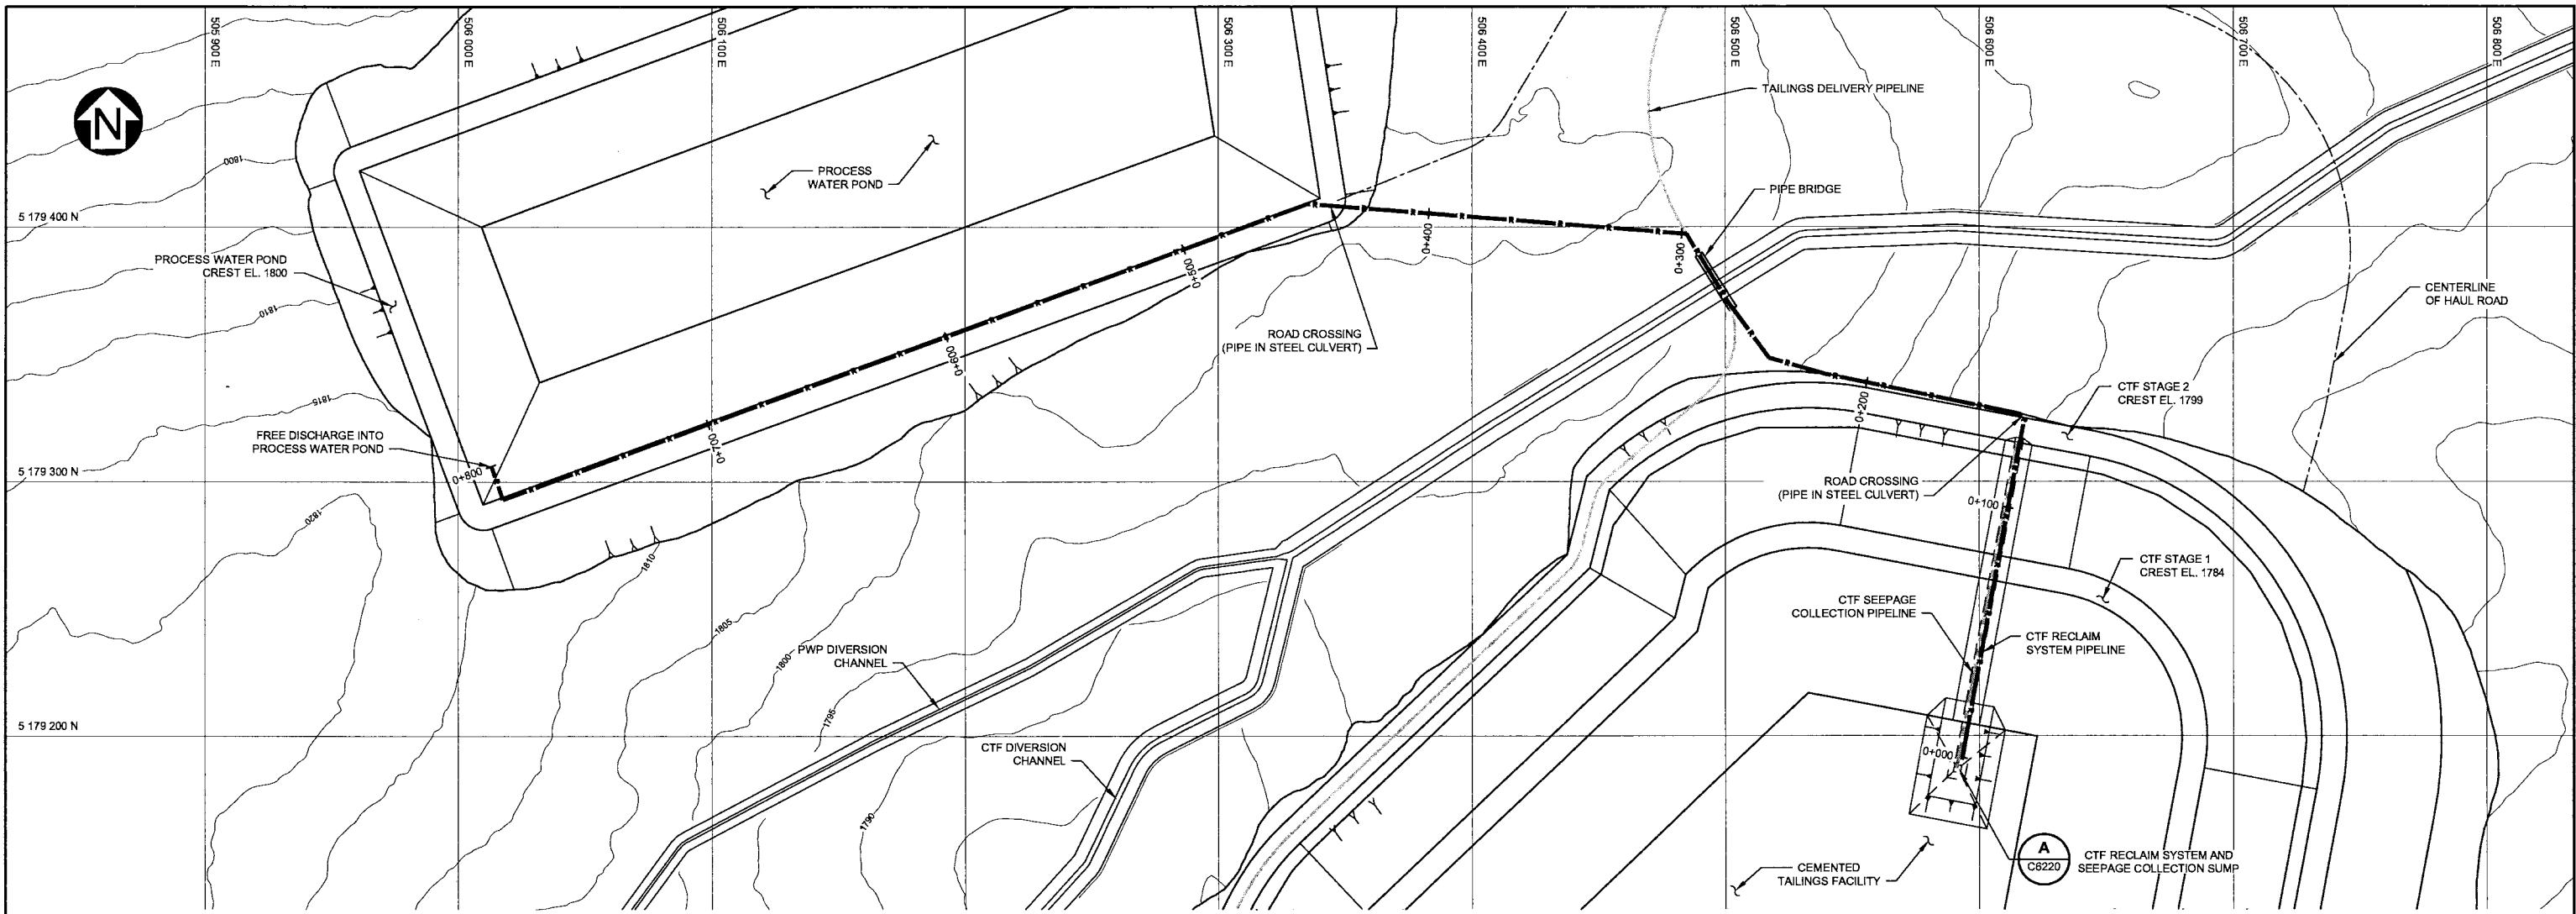 505 900 E
506 000 E
506 100 E
506 300 E
506 400 E
506 500 E
506 600 E
506 700 E
506 800 E
N
TAILINGS DELIVERY PIPELINE
1800
PROCESS
WATER POND
PIPE BRIDGE
5 179 400 N
0+400
0+300
PROCESS WATER POND
CREST EL. 1800
0+500
CENTERLINE
OF HAUL ROAD
1810
ROAD CROSSING
(PIPE IN STEEL CULVERT)
0+600
CTF STAGE 2
CREST EL. 1799
1815
0+200
FREE DISCHARGE INTO
PROCESS WATER POND
0+700
5 179 300 N
0+808
ROAD CROSSING
(PIPE IN STEEL CULVERT)
0+100
1820
1810
CTF STAGE 1
CREST EL. 1784
CTF SEEPAGE
COLLECTION PIPELINE
1805
CTF RECLAIM
SYSTEM PIPELINE
PWP DIVERSION
CHANNEL
1800
1795
5 179 200 N
CTF DIVERSION
CHANNEL
0+000
1790
A
C6220
CTF RECLAIM SYSTEM AND
SEEPAGE COLLECTION SUMP
CEMENTED
TAILINGS FACILITY